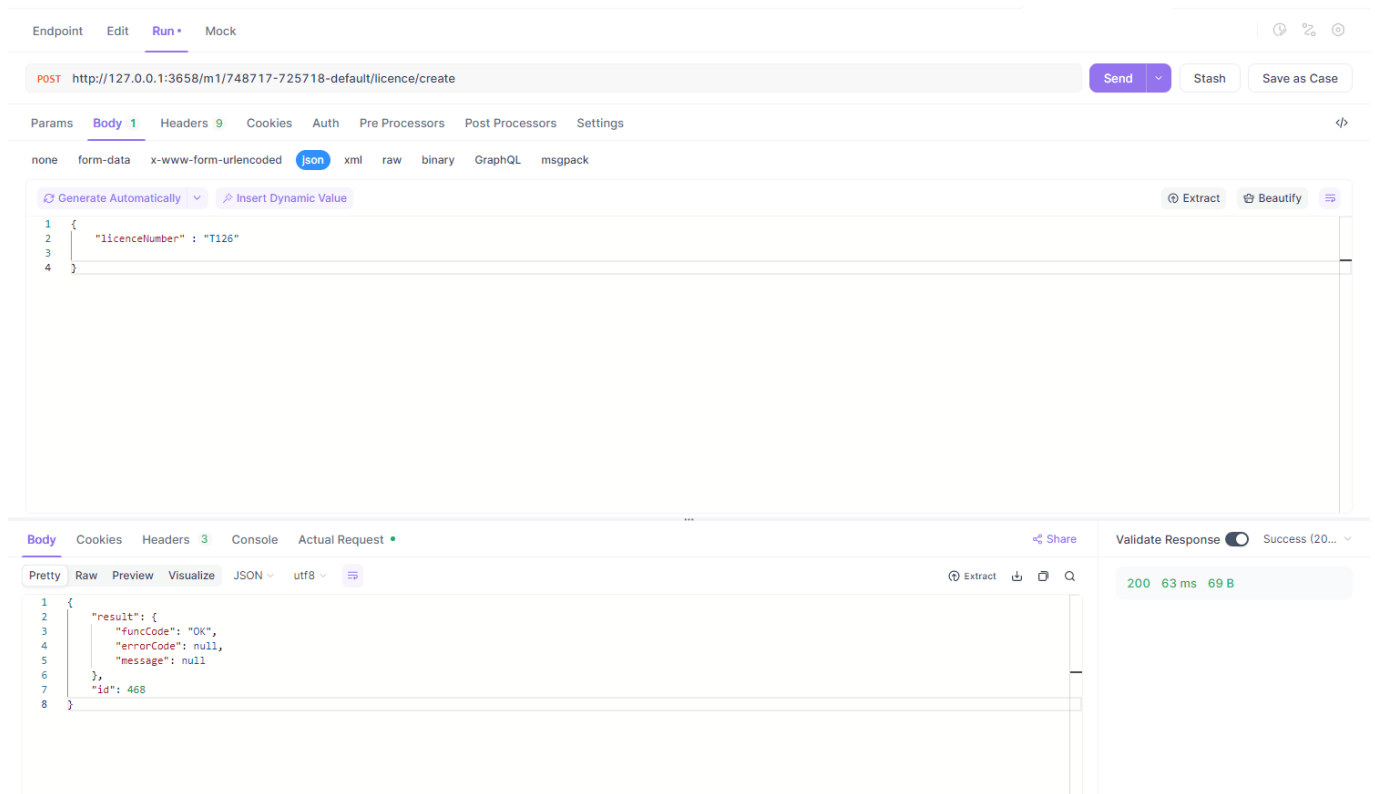 Endpoint Edit Run Mock
POST http://127.0.0.1:3658/m1/748717-725718-default/licence/create Send Stash Save as Case
Params Body 1 Headers 9 Cookies Auth Pre Processors Post Processors Settings </>
none form-data x-www-form-urlencoded json xml raw binary GraphQL msgpack
Generate Automatically Insert Dynamic Value Extract Beautify
1 {
2 "licenceNumber" : "T126"
3
4 }
Body Cookies Headers 3 Console Actual Request • Share Validate Response Success (20...
Pretty Raw Preview Visualize JSON utf8 Extract
200 63 ms 69 B
1 {
2 "result": {
3 "funcCode": "OK",
4 "errorCode": null,
5 "message": null
6 },
7 "id": 468
8 }